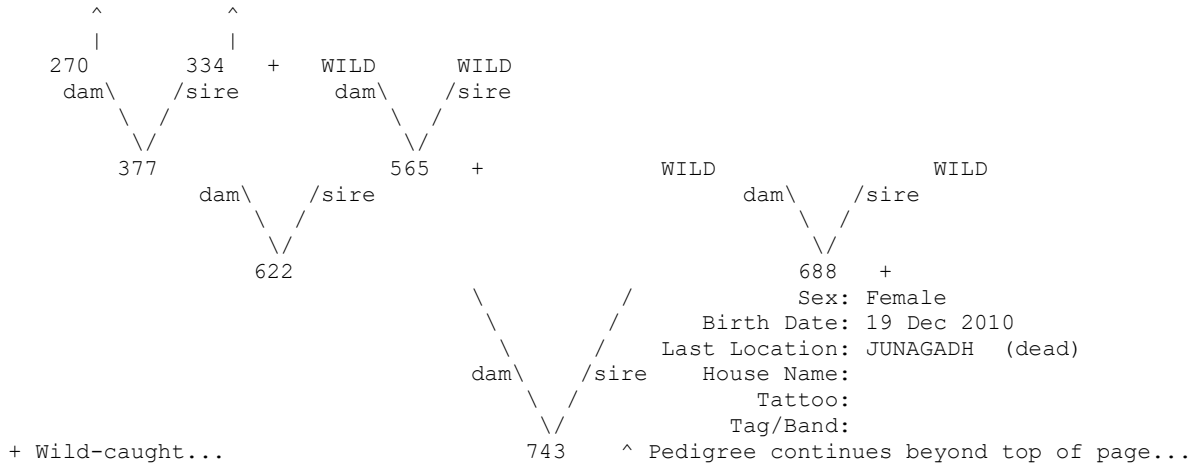 ^ ^
| |
270 334 + WILD WILD
dam\ /sire dam\ /sire
\ / \ /
\ / \ /
\/ \/
377 565 + WILD WILD
dam\ /sire dam\ /sire
\ / \ /
\ / \ /
\/ \/
622 688 +
\ / Sex: Female
\ / Birth Date: 19 Dec 2010
\ / Last Location: JUNAGADH (dead)
dam\ /sire House Name:
\ / Tattoo:
\/ Tag/Band:
+ Wild-caught... 743 ^ Pedigree continues beyond top of page...